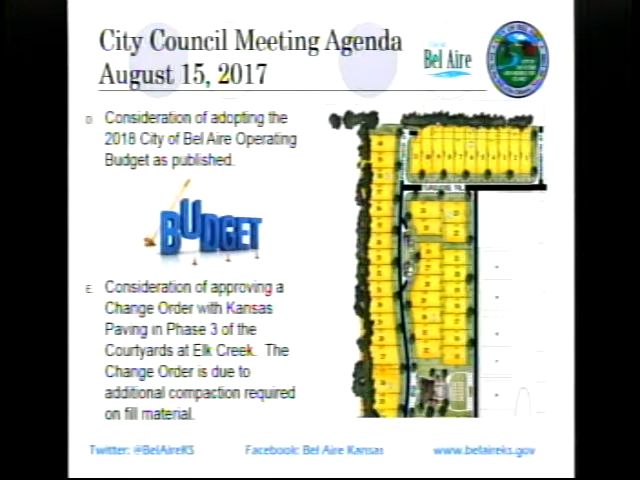 City Council Meeting Agenda
August 15, 2017
Bel Aire
D. Consideration of adopting the
2018 City of Bel Aire Operating
Budget as published.
BUDGET
E. Consideration of approving a
Change Order with Kansas
Paving in Phase 3 of the
Courtyards at Elk Creek. The
Change Order is due to
additional compaction required
on fill material.
Twitter: @BelAireKS
Facebook: Bel Aire Kansas
www.belaireks.gov